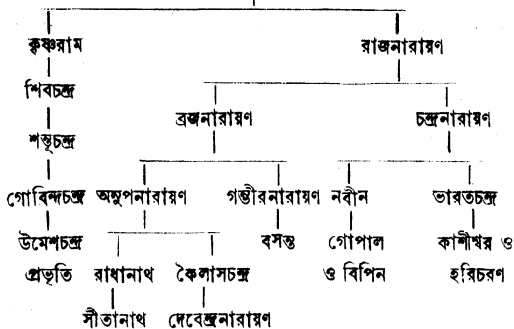 কৃষ্ণরাম রাজনারায়ণ
শিবচন্দ্র
ব্রজনারায়ণ চন্দ্রনারায়ণ
শম্ভূচন্দ্র
গোবিন্দচন্দ্র অনুপনারায়ণ গম্ভীরনারায়ণ নবীন ভারতচন্দ্র
উমেশচন্দ্র বসন্ত গোপাল কাশীশ্বর ও
প্রভৃতি রাধানাথ কৈলাসচন্দ্র ও বিপিন হরিচরণ
সীতানাথ দেবেন্দ্রনারায়ণ